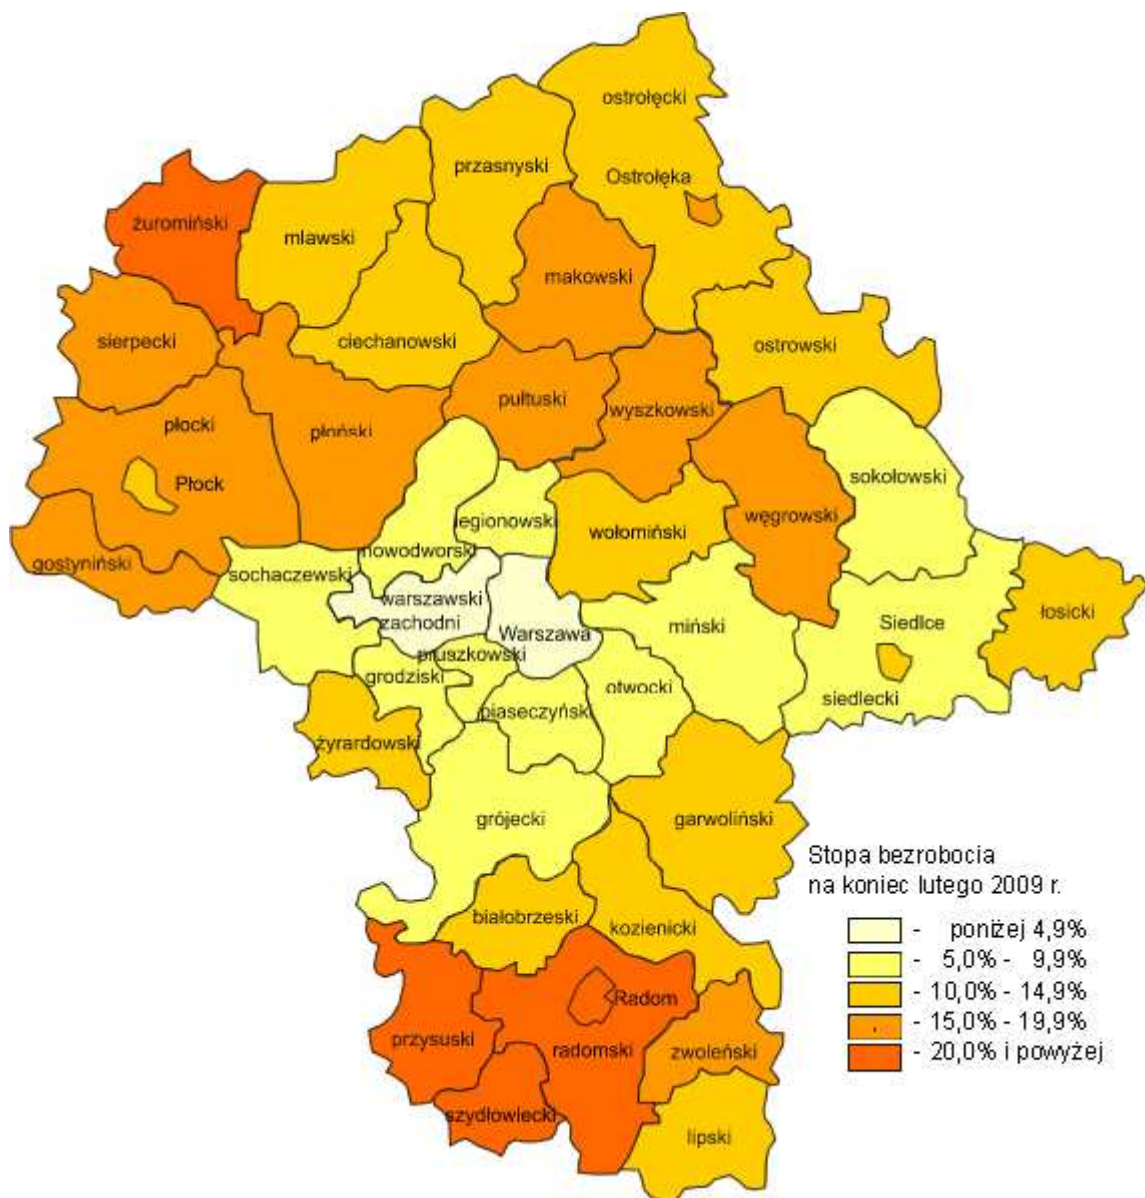 ostrołęcki
przasnyski
Ostrołęka
żuromiński
mlawski
makowski
sierpecki
ciechanowski
ostrowski
pułtuski
wyszkowski
płocki
płoński
sokołowski
Płock
legionowski
węgrowski
wołomiński
nowodworski
gostyniński
sochaczewski
warszawski
zachodni
łosicki
Siedlce
miński
Warszawa
pruszkowski
grodziski
otwocki
siedlecki
piaseczyński
żyrardowski
grójecki
garwoliński
Stopa bezrobocia
na koniec lutego 2009 r.
białobrzeski
kozienicki
- poniżej 4,9%
- 5,0% - 9,9%
- 10,0% - 14,9%
- 15,0% - 19,9%
- 20,0% i powyżej
Radom
przysuski
radomski
zwoleński
szydłowiecki
lipski